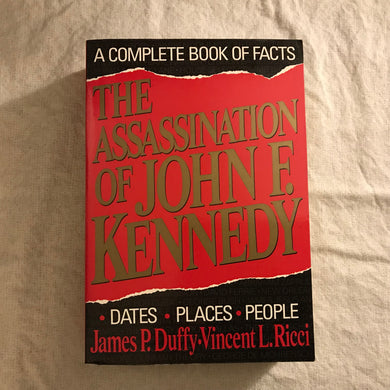 A COMPLETE BOOK OF FACTS
THE
ASSASSINATION
OF JOHN F.
KENNEDY
• DATES • PLACES • PEOPLE
James P. Duffy • Vincent L. Ricci